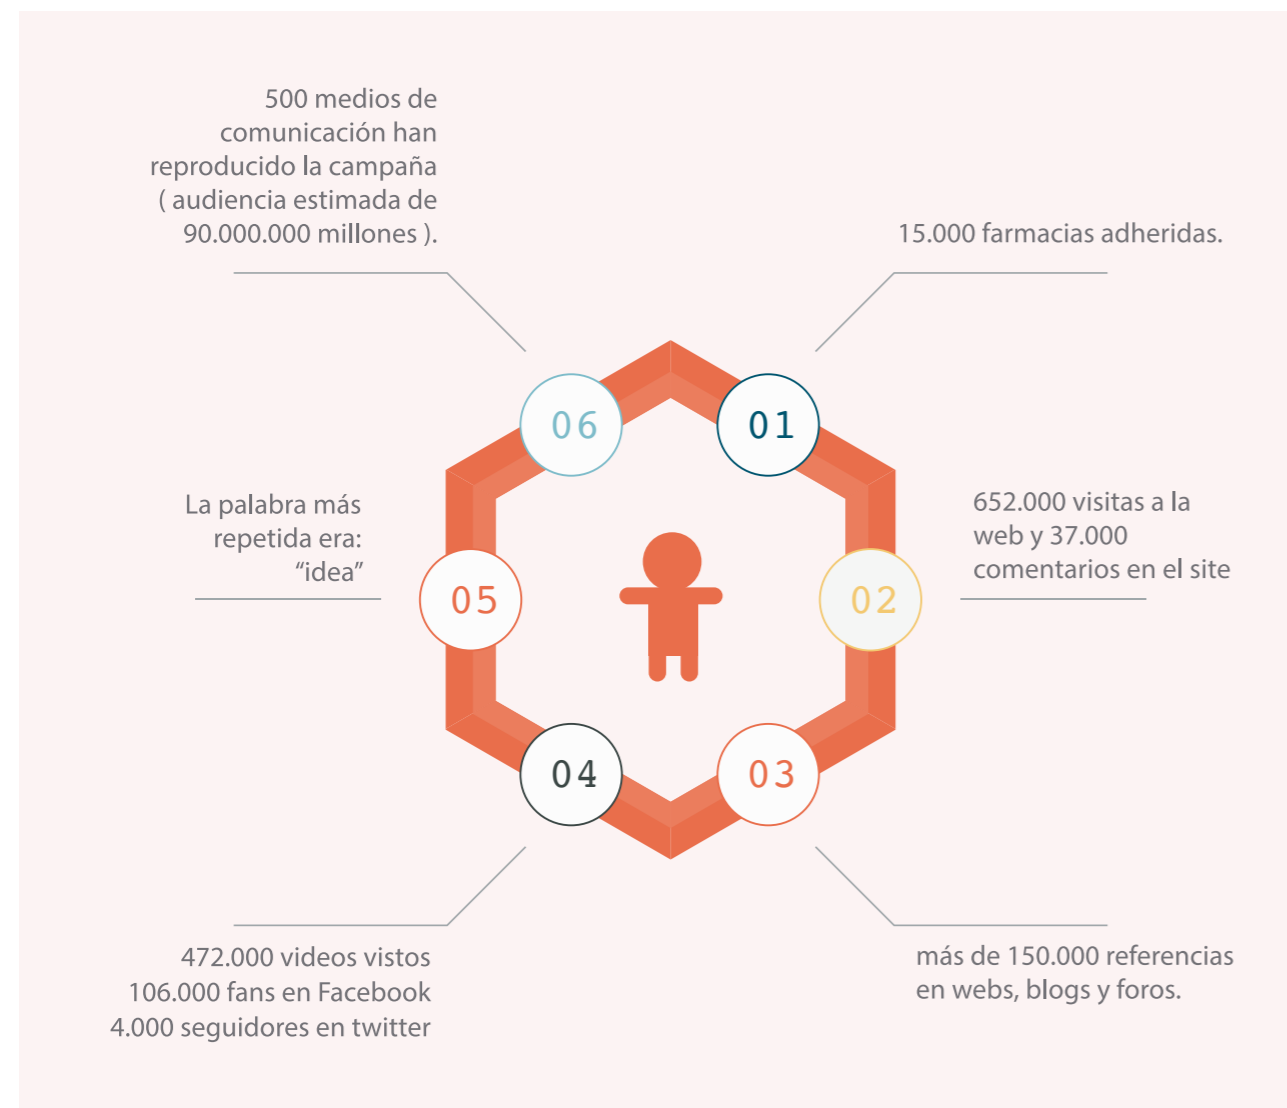 500 medios de
comunicación han
reproducido la campaña
( audiencia estimada de
90.000.000 millones ).
15.000 farmacias adheridas.
06
01
La palabra más
repetida era:
“idea”
652.000 visitas a la
web y 37.000
comentarios en el site
05
02
04
03
472.000 videos vistos
106.000 fans en Facebook
4.000 seguidores en twitter
más de 150.000 referencias
en webs, blogs y foros.